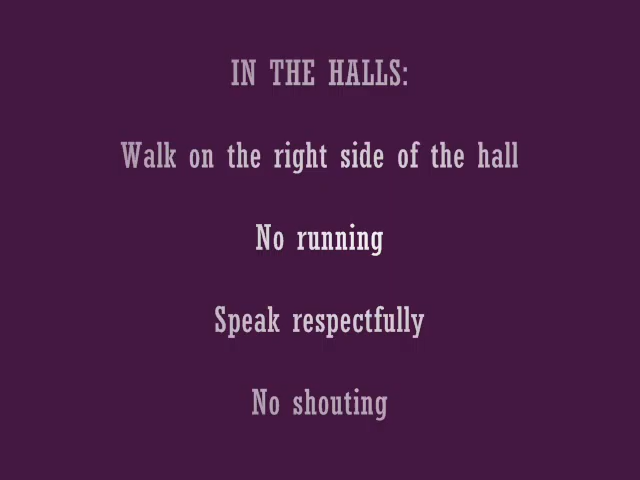 IN THE HALLS:
Walk on the right side of the hall
No running
Speak respectfully
No shouting